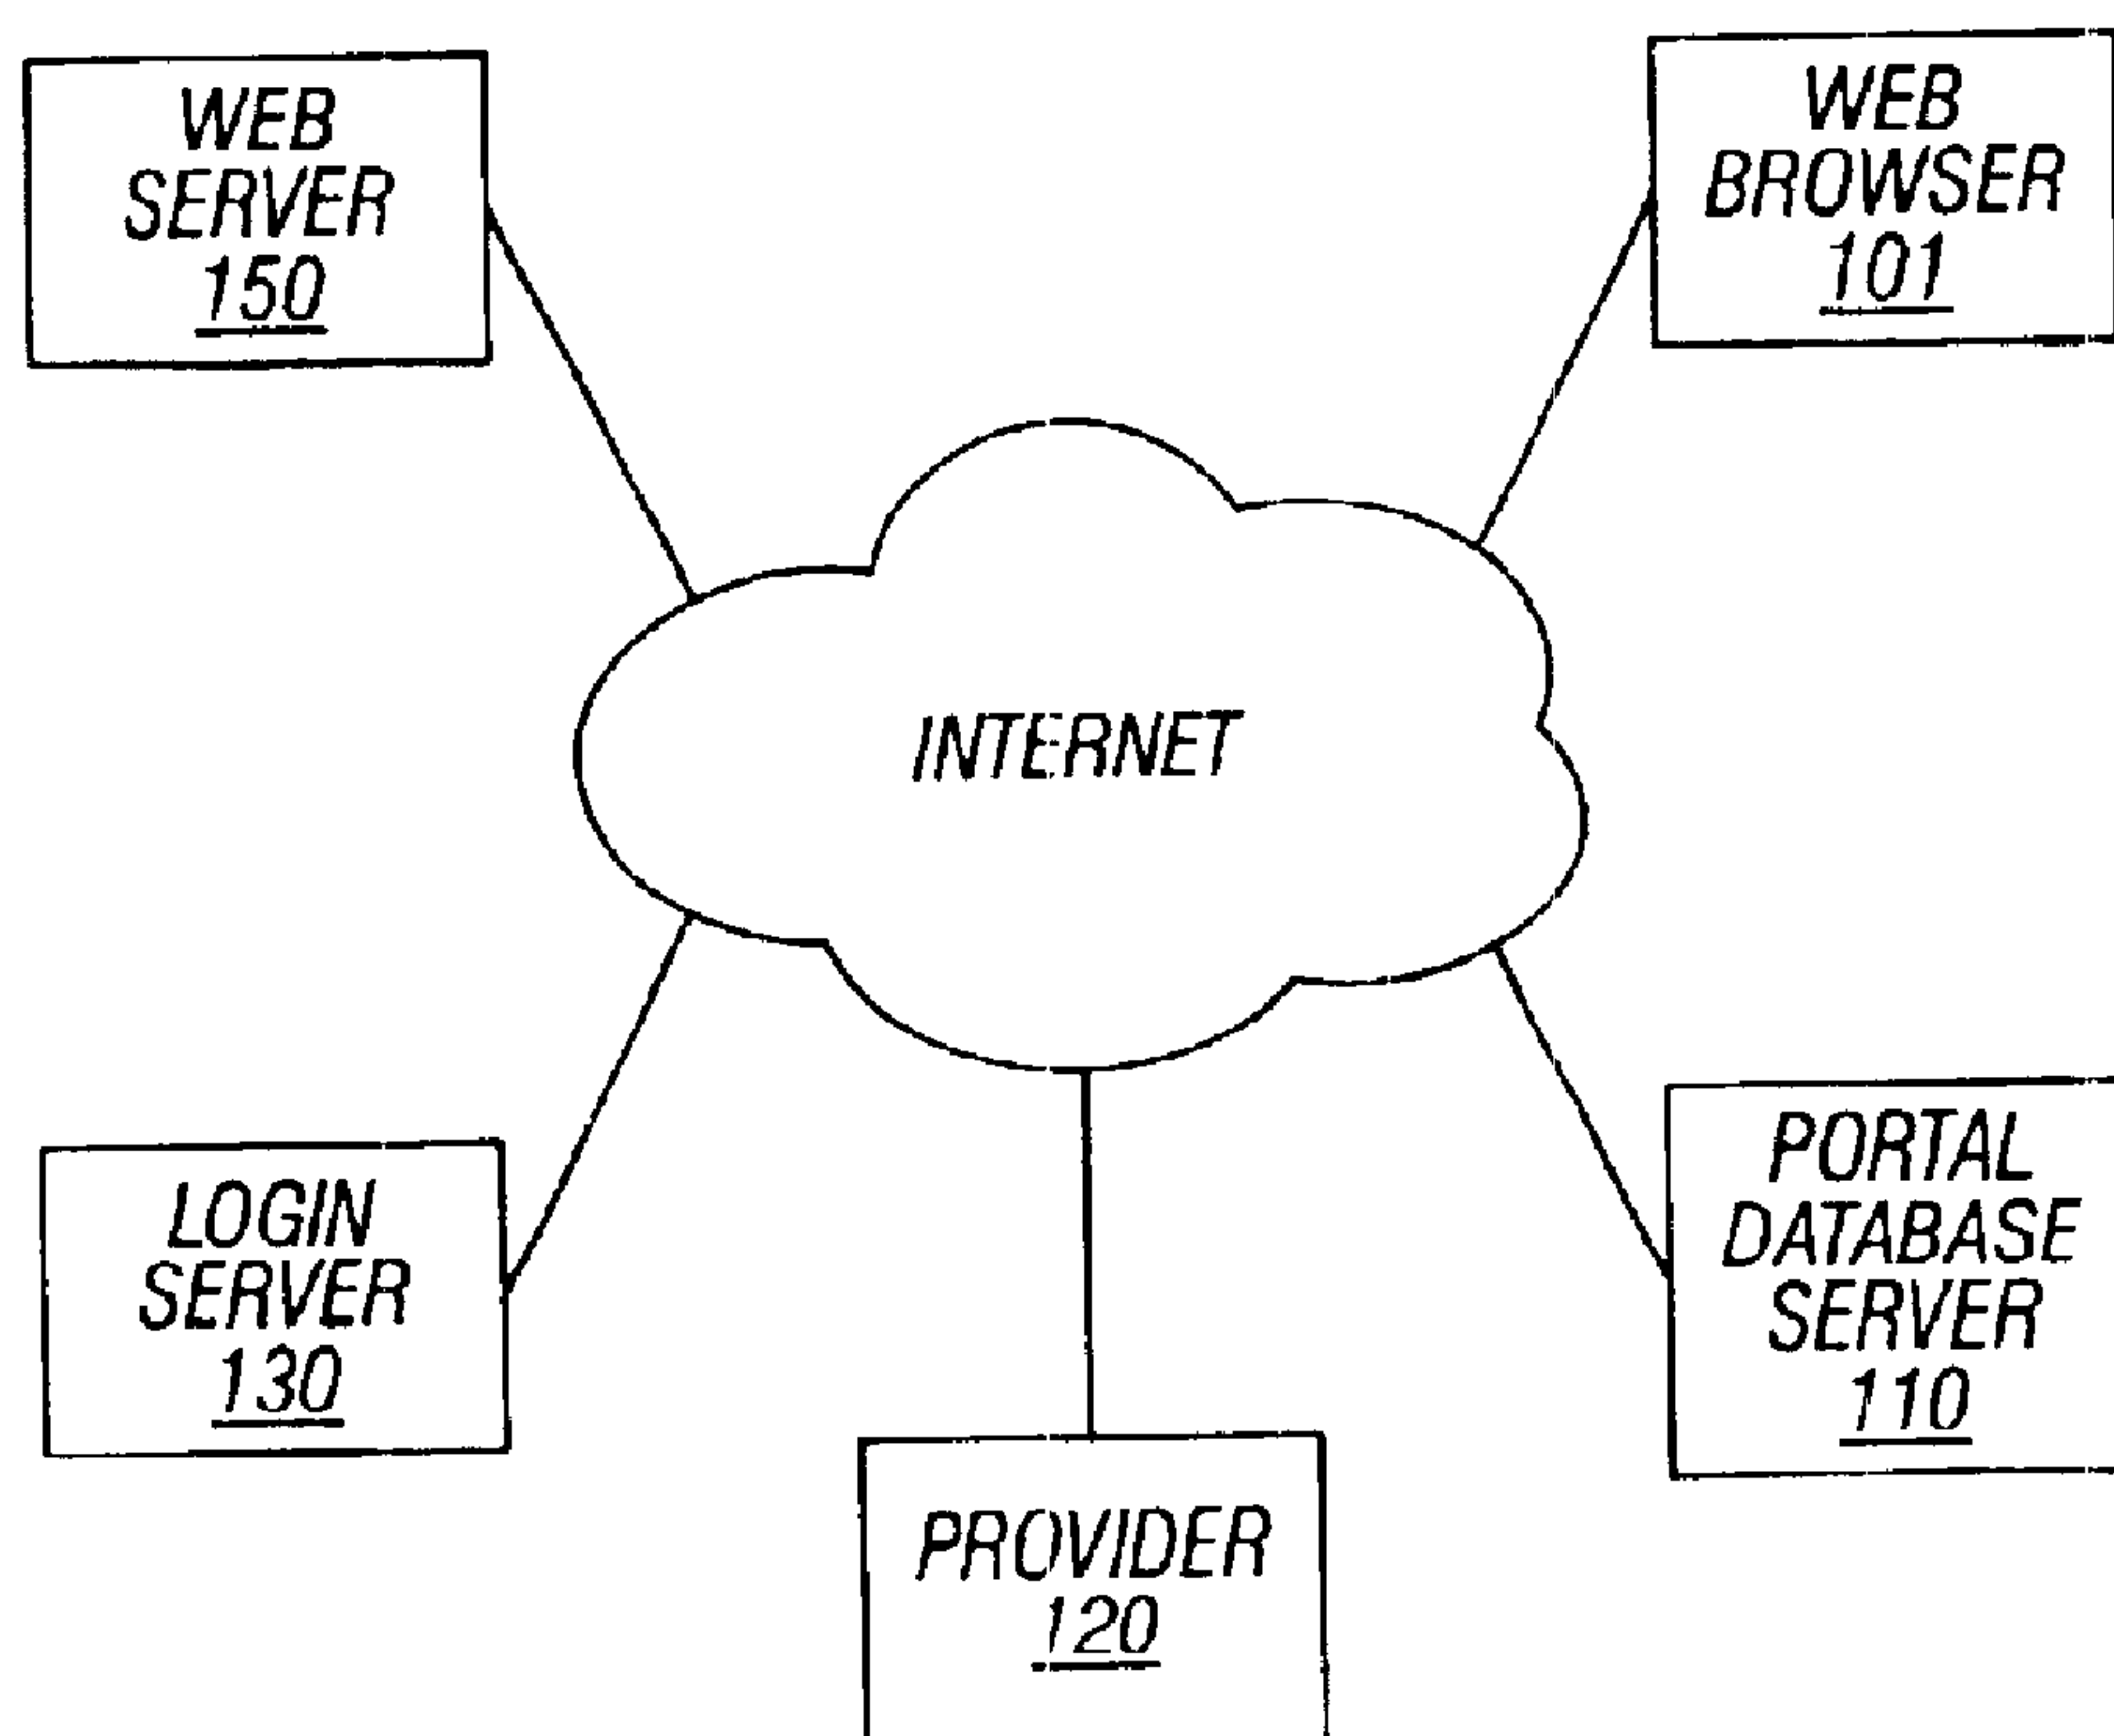 WEB
SERVER
150
WEB
BROWSER
101
INTERNET
LOGIN
SERVER
130
PORTAL
DATABASE
SERVER
110
PROVIDER
120